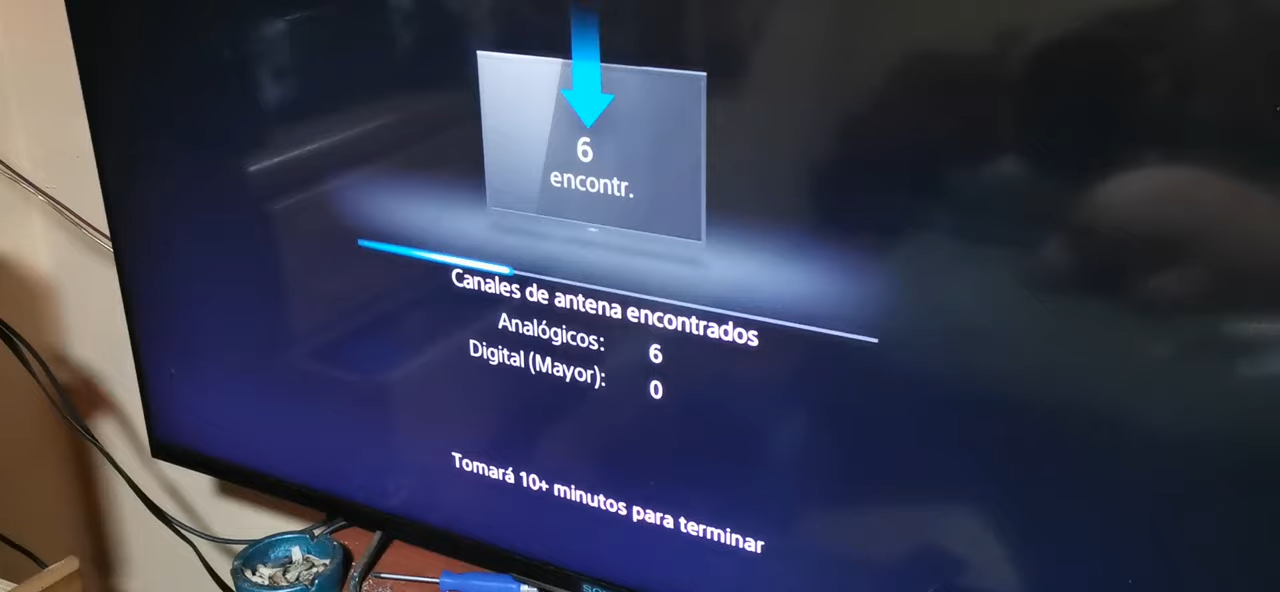 6
encontr.
Canales de antena encontrados
Analógicos: 6
Digital (Mayor): 0
Tomará 10+ minutos para terminar